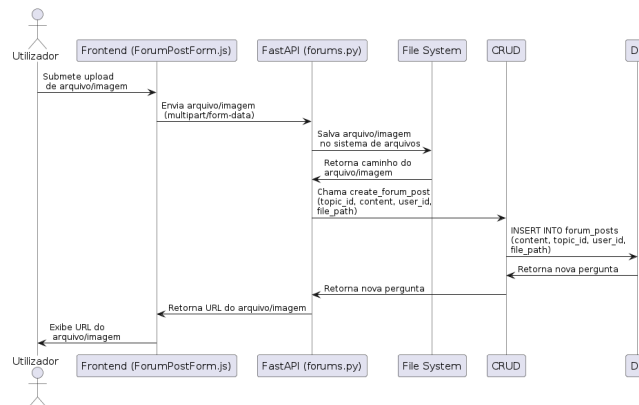 Utilizador
Frontend (ForumPostForm.js)
FastAPI (forums.py)
File System
CRUD
D
Submete upload
de arquivo/imagem
Envia arquivo/imagem
(multipart/form-data)
Salva arquivo/imagem
no sistema de arquivos
Retorna caminho do
arquivo/imagem
Chama create_forum_post
(topic_id, content, user_id,
file_path)
INSERT INTO forum_posts
(content, topic_id, user_id,
file_path)
Retorna nova pergunta
Retorna nova pergunta
Retorna URL do arquivo/imagem
Exibe URL do
arquivo/imagem
Utilizador
Frontend (ForumPostForm.js)
FastAPI (forums.py)
File System
CRUD
D